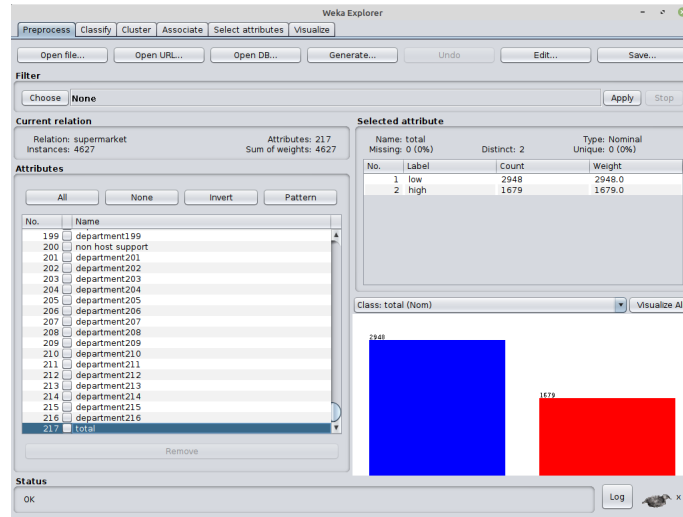 Weka Explorer
Preprocess Classify Cluster Associate Select attributes Visualize
Open file... Open URL... Open DB... Generate... Undo Edit... Save...
Filter
Choose None Apply Stop
Current relation
Relation: supermarket Attributes: 217
Instances: 4627 Sum of weights: 4627
Attributes
All None Invert Pattern
No. Name
199 department199
200 non host support
201 department201
202 department202
203 department203
204 department204
205 department205
206 department206
207 department207
208 department208
209 department209
210 department210
211 department211
212 department212
213 department213
214 department214
215 department215
216 department216
217 total
Remove
Selected attribute
Name: total Type: Nominal
Missing: 0 (0%) Distinct: 2 Unique: 0 (0%)
No. Label Count Weight
1 low 2948 2948.0
2 high 1679 1679.0
Class: total (Nom) Visualize Al
2948
1679
Status
OK
Log x